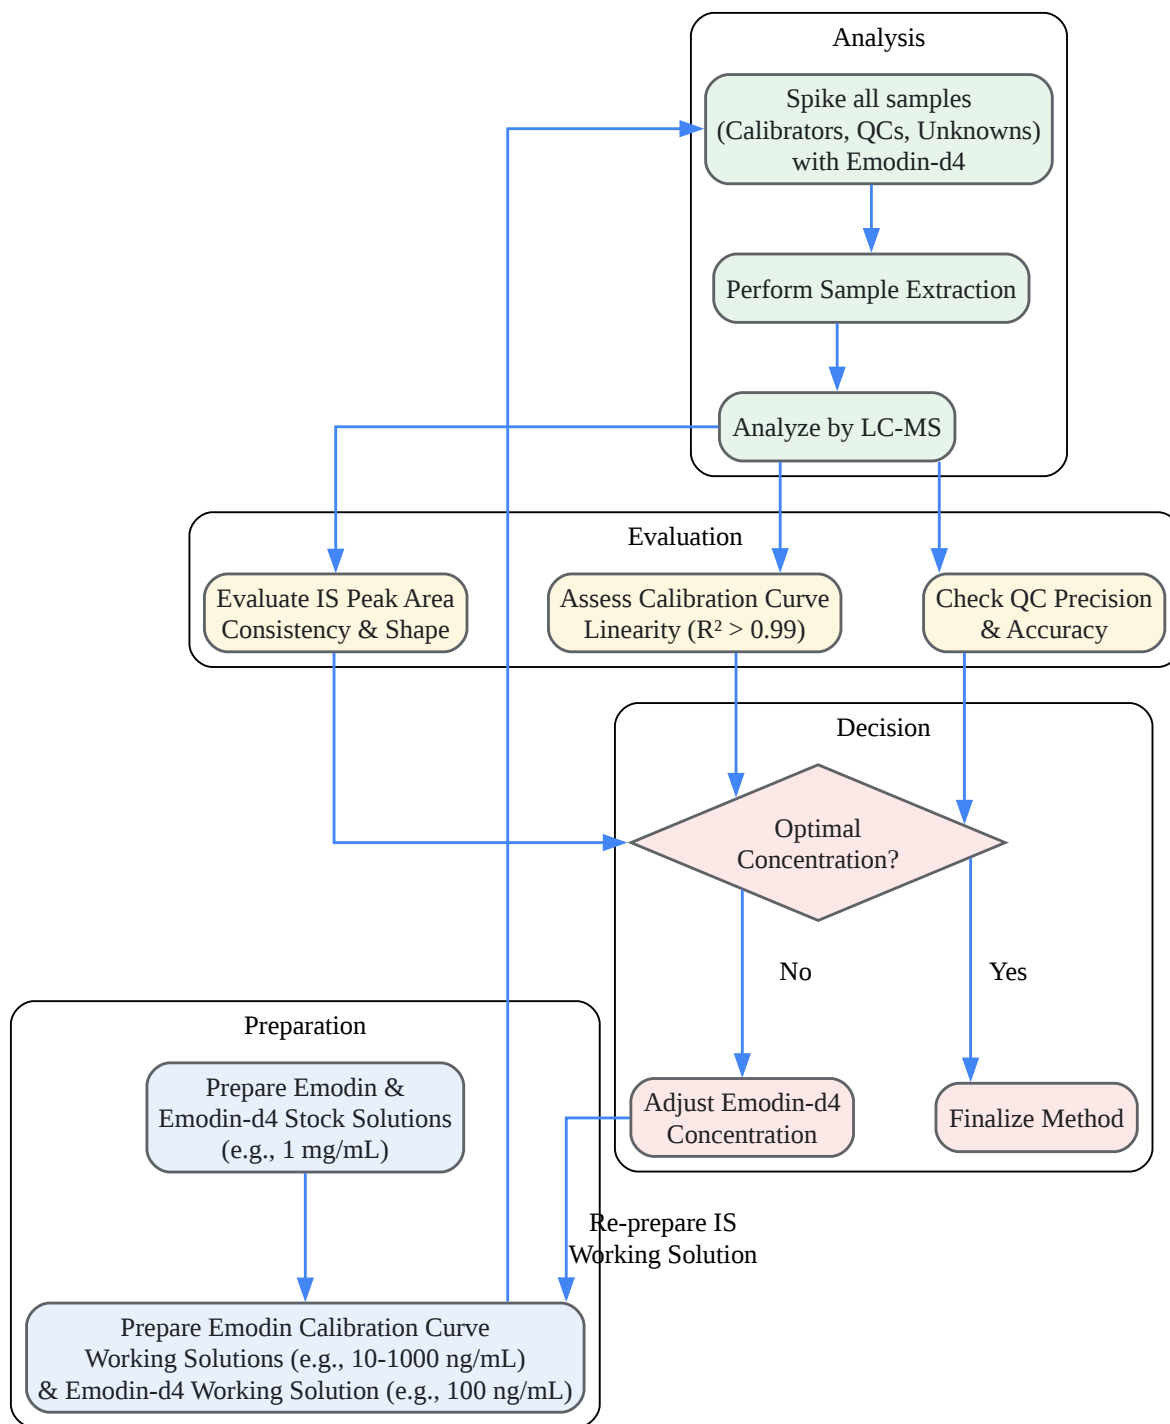 Analysis
Spike all samples
(Calibrators, QCs, Unknowns)
with Emodin-d4
Perform Sample Extraction
Analyze by LC-MS
Evaluation
Evaluate IS Peak Area
Consistency & Shape
Assess Calibration Curve
Linearity (R² > 0.99)
Check QC Precision
& Accuracy
Decision
Optimal
Concentration?
No
Yes
Adjust Emodin-d4
Concentration
Finalize Method
Preparation
Prepare Emodin &
Emodin-d4 Stock Solutions
(e.g., 1 mg/mL)
Re-prepare IS
Working Solution
Prepare Emodin Calibration Curve
Working Solutions (e.g., 10-1000 ng/mL)
& Emodin-d4 Working Solution (e.g., 100 ng/mL)